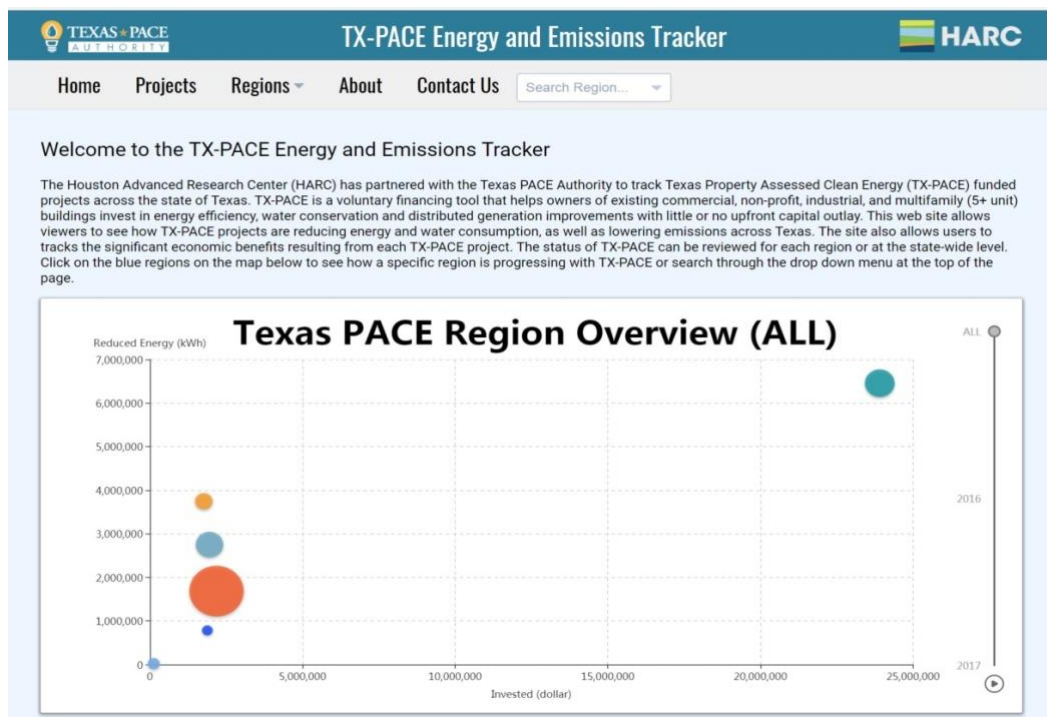 TEXAS★PACE
AUTHORITY
TX-PACE Energy and Emissions Tracker
HARC
Home Projects Regions About Contact Us Search Region...
Welcome to the TX-PACE Energy and Emissions Tracker
The Houston Advanced Research Center (HARC) has partnered with the Texas PACE Authority to track Texas Property Assessed Clean Energy (TX-PACE) funded
projects across the state of Texas. TX-PACE is a voluntary financing tool that helps owners of existing commercial, non-profit, industrial, and multifamily (5+ unit)
buildings invest in energy efficiency, water conservation and distributed generation improvements with little or no upfront capital outlay. This web site allows
viewers to see how TX-PACE projects are reducing energy and water consumption, as well as lowering emissions across Texas. The site also allows users to
tracks the significant economic benefits resulting from each TX-PACE project. The status of TX-PACE can be reviewed for each region or at the state-wide level.
Click on the blue regions on the map below to see how a specific region is progressing with TX-PACE or search through the drop down menu at the top of the
page.
Texas PACE Region Overview (ALL)
ALL
Reduced Energy (kWh)
7,000,000
6,000,000
5,000,000
4,000,000
2016
3,000,000
2,000,000
1,000,000
0
2017
0 5,000,000 10,000,000 15,000,000 20,000,000 25,000,000
Invested (dollar)